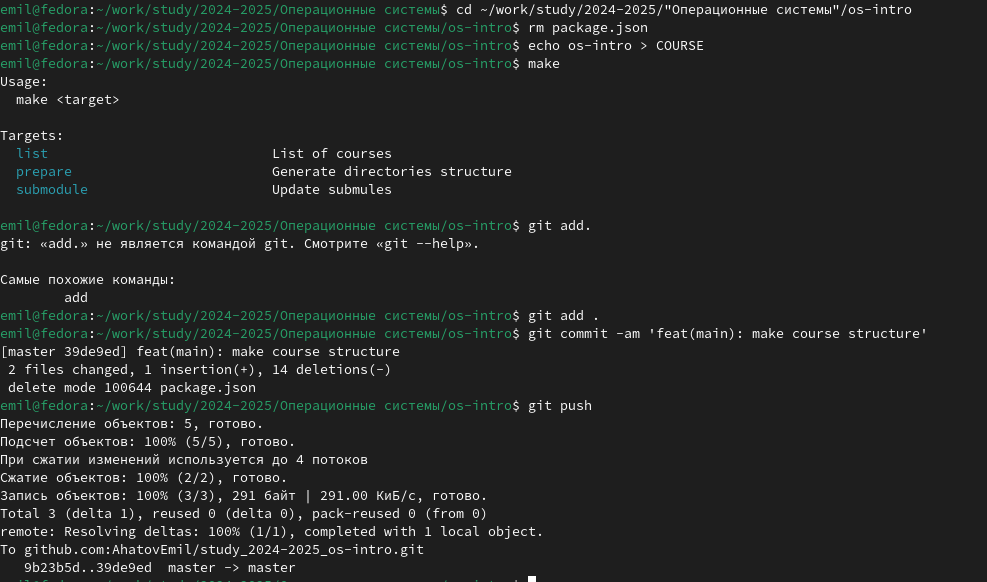 emil@fedora:~/work/study/2024-2025/Операционные системы$ cd ~/work/study/2024-2025/"Операционные системы"/os-intro
emil@fedora:~/work/study/2024-2025/Операционные системы/os-intro$ rm package.json
emil@fedora:~/work/study/2024-2025/Операционные системы/os-intro$ echo os-intro > COURSE
emil@fedora:~/work/study/2024-2025/Операционные системы/os-intro$ make
Usage:
  make <target>

Targets:
  list                            List of courses
  prepare                         Generate directories structure
  submodule                       Update submules

emil@fedora:~/work/study/2024-2025/Операционные системы/os-intro$ git add.
git: «add.» не является командой git. Смотрите «git --help».

Самые похожие команды:
        add
emil@fedora:~/work/study/2024-2025/Операционные системы/os-intro$ git add .
emil@fedora:~/work/study/2024-2025/Операционные системы/os-intro$ git commit -am 'feat(main): make course structure'
[master 39de9ed] feat(main): make course structure
 2 files changed, 1 insertion(+), 14 deletions(-)
 delete mode 100644 package.json
emil@fedora:~/work/study/2024-2025/Операционные системы/os-intro$ git push
Перечисление объектов: 5, готово.
Подсчет объектов: 100% (5/5), готово.
При сжатии изменений используется до 4 потоков
Сжатие объектов: 100% (2/2), готово.
Запись объектов: 100% (3/3), 291 байт | 291.00 КиБ/с, готово.
Total 3 (delta 1), reused 0 (delta 0), pack-reused 0 (from 0)
remote: Resolving deltas: 100% (1/1), completed with 1 local object.
To github.com:AhatovEmil/study_2024-2025_os-intro.git
   9b23b5d..39de9ed  master -> master